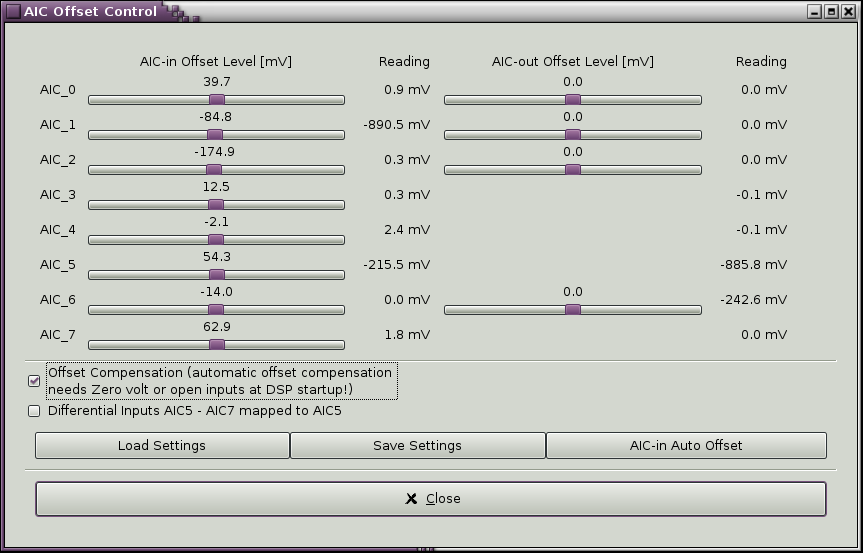 AIC Offset Control
AIC-in Offset Level [mV] Reading AIC-out Offset Level [mV] Reading
39.7 0.0
AIC_0 0.9 mV 0.0 mV
-84.8 0.0
AIC_1 -890.5 mV 0.0 mV
-174.9 0.0
AIC_2 0.3 mV 0.0 mV
12.5
AIC_3 0.3 mV -0.1 mV
-2.1
AIC_4 2.4 mV -0.1 mV
54.3
AIC_5 -215.5 mV -885.8 mV
-14.0 0.0
AIC_6 0.0 mV -242.6 mV
62.9
AIC_7 1.8 mV 0.0 mV
Offset Compensation (automatic offset compensation
needs Zero volt or open inputs at DSP startup!)
Differential Inputs AIC5 - AIC7 mapped to AIC5
Load Settings Save Settings AIC-in Auto Offset
Close